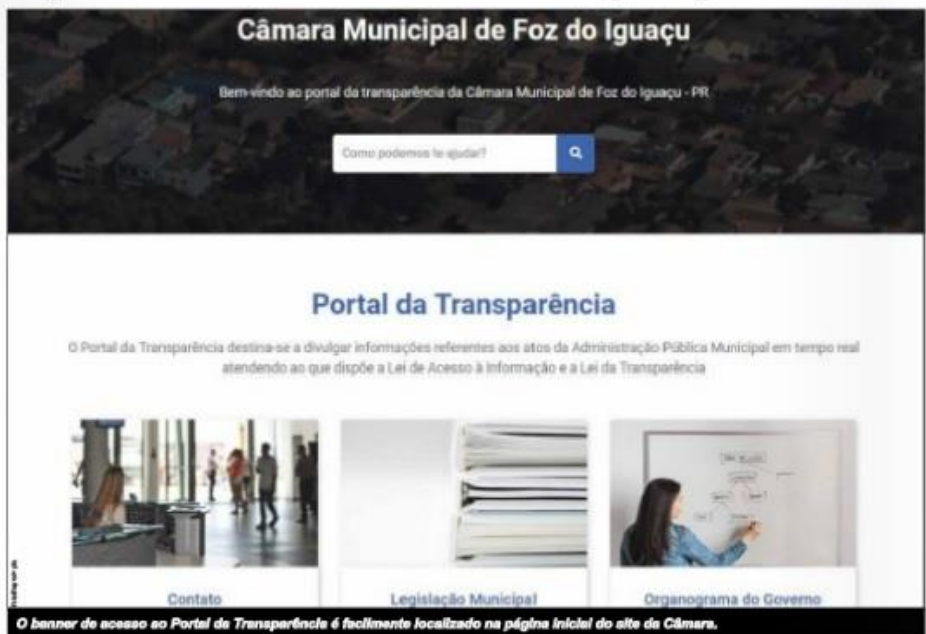 Câmara Municipal de Foz do Iguaçu
Bem-vindo ao portal da transparência da Câmara Municipal de Foz do Iguaçu - PR
Como podemos te ajudar?
Portal da Transparência
O Portal da Transparência destina-se a divulgar informações referentes aos atos da Administração Pública Municipal em tempo real
atendendo ao que dispõe a Lei de Acesso à Informação e a Lei da Transparência
Contato
Legislação Municipal
Organograma do Governo
O banner de acesso ao Portal da Transparência é facilmente localizado na página inicial do site da Câmara.